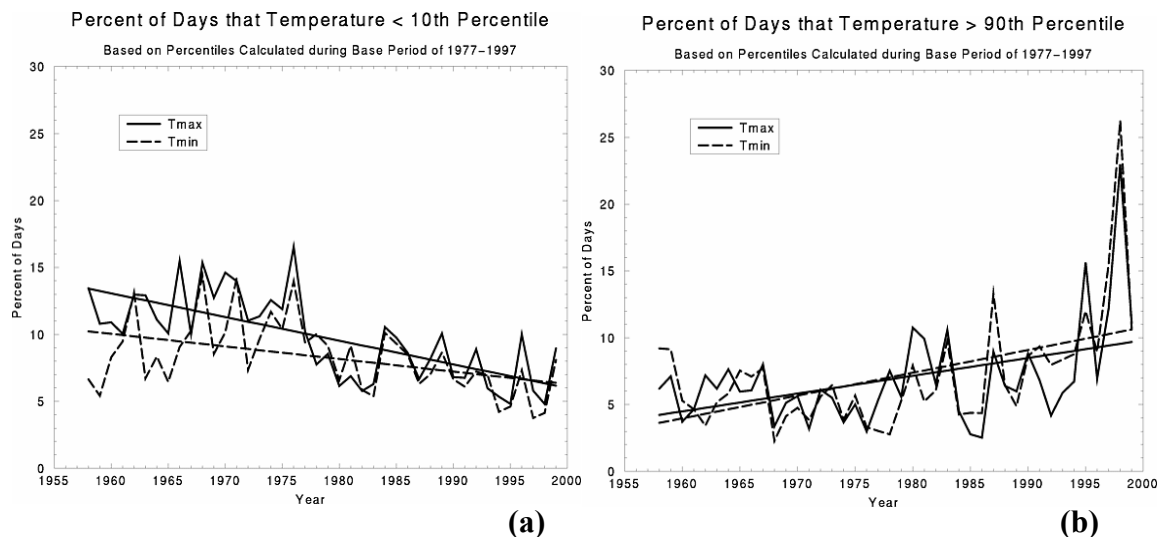 Percent of Days that Temperature < 10th Percentile
Based on Percentiles Calculated during Base Period of 1977−1997
30
25
20
15
10
5
0
Percent of Days
Tmax
Tmin
1955 1960 1965 1970 1975 1980 1985 1990 1995 2000
Year
(a)
Percent of Days that Temperature > 90th Percentile
Based on Percentiles Calculated during Base Period of 1977−1997
30
25
20
15
10
5
0
Percent of Days
Tmax
Tmin
1955 1960 1965 1970 1975 1980 1985 1990 1995 2000
Year
(b)